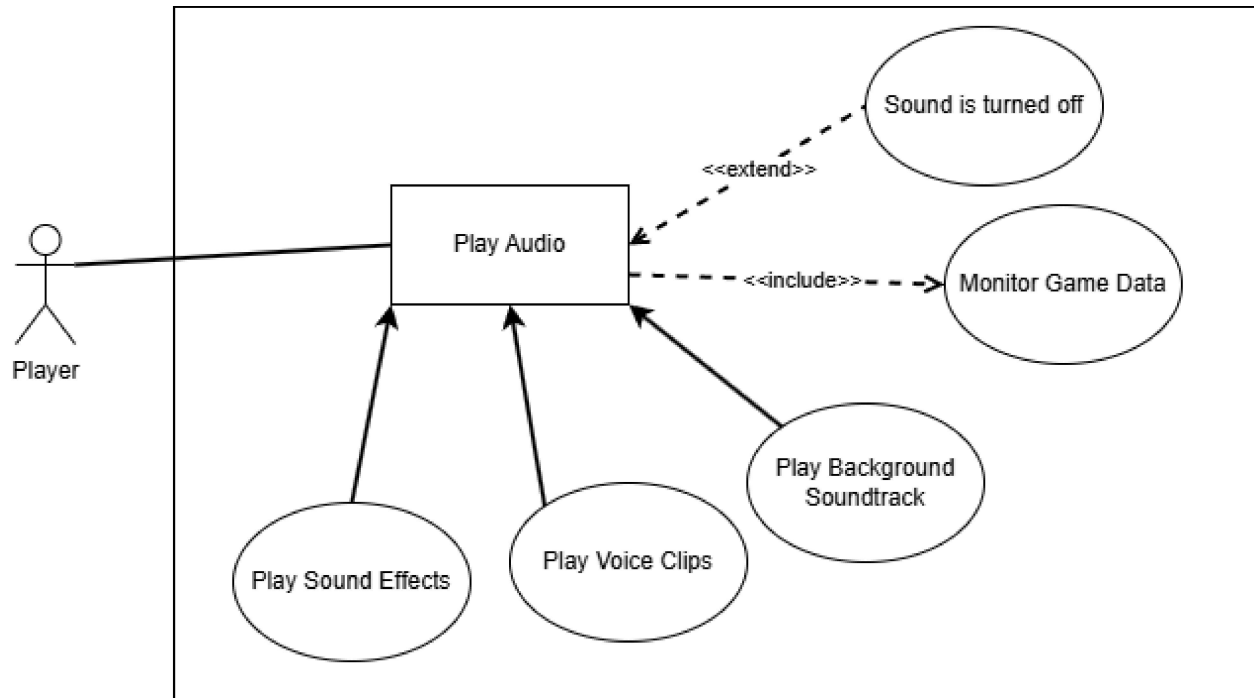 Sound is turned off
<<extend>>
Play Audio
<<include>>
Monitor Game Data
Player
Play Background
Soundtrack
Play Voice Clips
Play Sound Effects